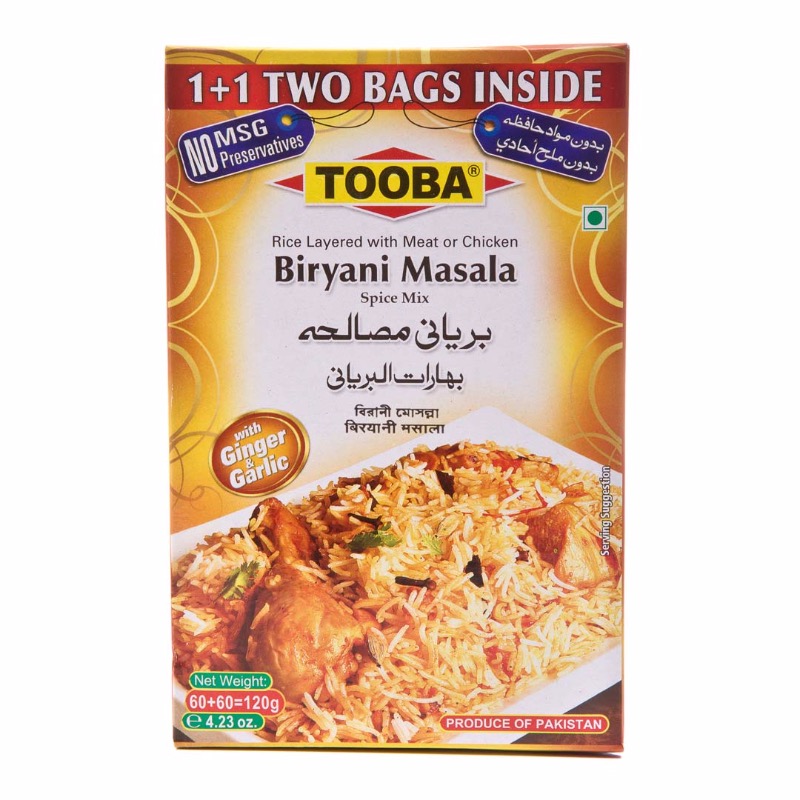 1+1 TWO BAGS INSIDE
NO MSG
Preservatives
بدون مواد حافظه
بدون ملح أحادي
TOOBA®
Rice Layered with Meat or Chicken
Biryani Masala
Spice Mix
بریانی مصالحہ
بهارات البرياني
বিরানী মোসল্লা
बिरयानी मसाला
with
Ginger
&
Garlic
Serving Suggestion
Net Weight:
60+60=120g
℮ 4.23 oz.
PRODUCE OF PAKISTAN